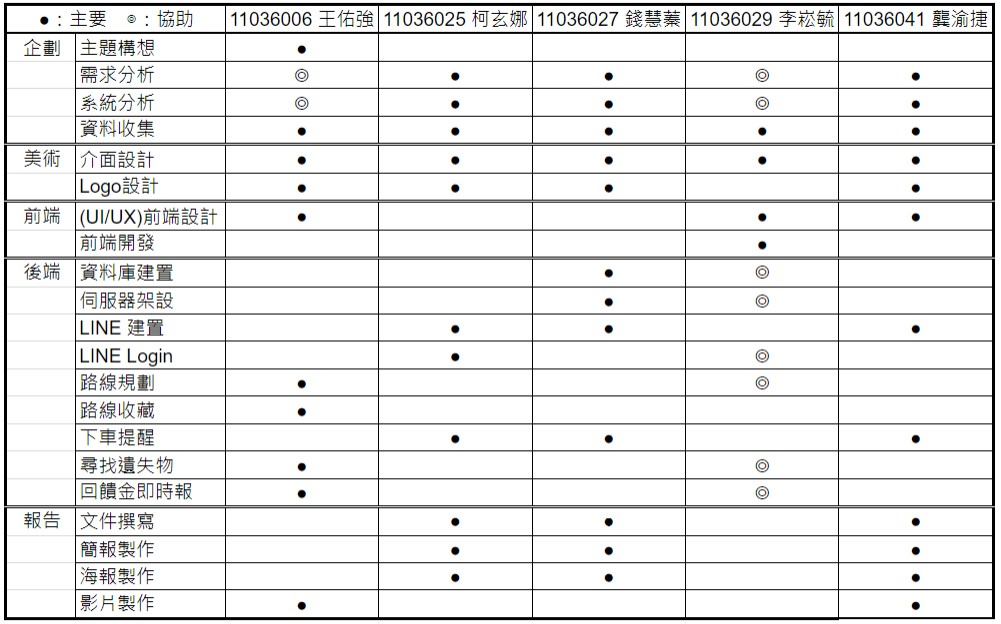 ●：主要 ◎：協助 11036006 王佑強 11036025 柯玄娜 11036027 錢慧蓁 11036029 李崧毓 11036041 龔渝捷
企劃 主題構想 ●
需求分析 ◎ ● ● ◎ ●
系統分析 ◎ ● ● ◎ ●
資料收集 ● ● ● ● ●
美術 介面設計 ● ● ● ● ●
Logo設計 ● ● ● ●
前端 (UI/UX)前端設計 ● ● ●
前端開發 ●
後端 資料庫建置 ● ◎
伺服器架設 ● ◎
LINE 建置 ● ● ●
LINE Login ● ◎
路線規劃 ● ◎
路線收藏 ●
下車提醒 ● ● ●
尋找遺失物 ● ◎
回饋金即時報 ● ◎
報告 文件撰寫 ● ● ●
簡報製作 ● ● ●
海報製作 ● ● ●
影片製作 ● ●